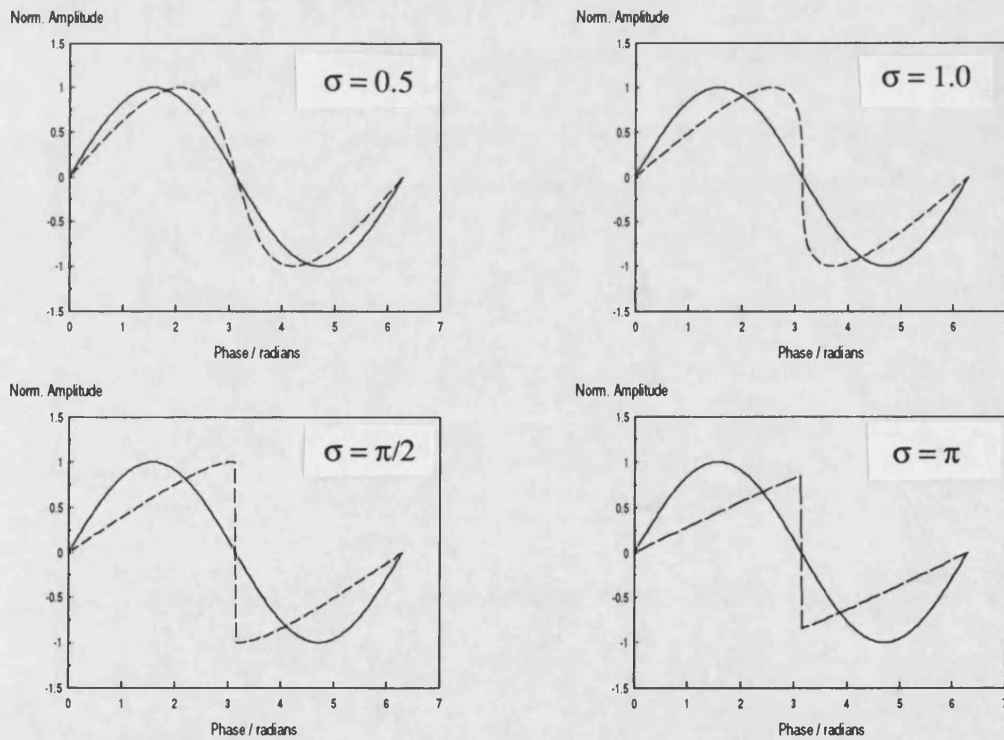 Norm. Amplitude
σ = 0.5
1.5
1
0.5
0
-0.5
-1
-1.5
0 1 2 3 4 5 6 7
Phase / radians
Norm. Amplitude
σ = 1.0
1.5
1
0.5
0
-0.5
-1
-1.5
0 1 2 3 4 5 6
Phase / radians
Norm. Amplitude
σ = π/2
1.5
1
0.5
0
-0.5
-1
-1.5
0 1 2 3 4 5 6 7
Phase / radians
Norm. Amplitude
σ = π
1.5
1
0.5
0
-0.5
-1
-1.5
0 1 2 3 4 5 6 7
Phase / radians